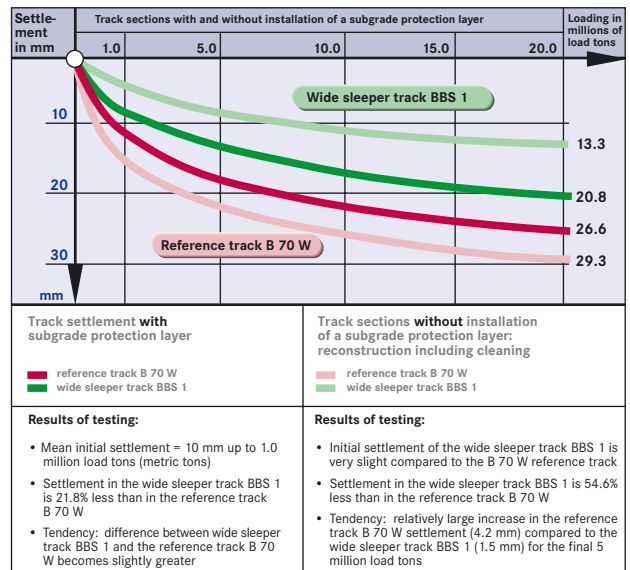 Settle-
ment
in mm
Track sections with and without installation of a subgrade protection layer
Loading in
millions of
load tons
1.0 5.0 10.0 15.0 20.0
Wide sleeper track BBS 1
10
13.3
20
20.8
26.6
Reference track B 70 W
30
29.3
mm
Track settlement with
subgrade protection layer
reference track B 70 W
wide sleeper track BBS 1
Track sections without installation
of a subgrade protection layer:
reconstruction including cleaning
reference track B 70 W
wide sleeper track BBS 1
Results of testing:
• Mean initial settlement = 10 mm up to 1.0
million load tons (metric tons)
• Settlement in the wide sleeper track BBS 1
is 21.8% less than in the reference track
B 70 W
• Tendency: difference between wide sleeper
track BBS 1 and the reference track B 70
W becomes slightly greater
Results of testing:
• Initial settlement of the wide sleeper track BBS 1 is
very slight compared to the B 70 W reference track
• Settlement in the wide sleeper track BBS 1 is 54.6%
less than in the reference track B 70 W
• Tendency: relatively large increase in the reference
track B 70 W settlement (4.2 mm) compared to the
wide sleeper track BBS 1 (1.5 mm) for the final 5
million load tons